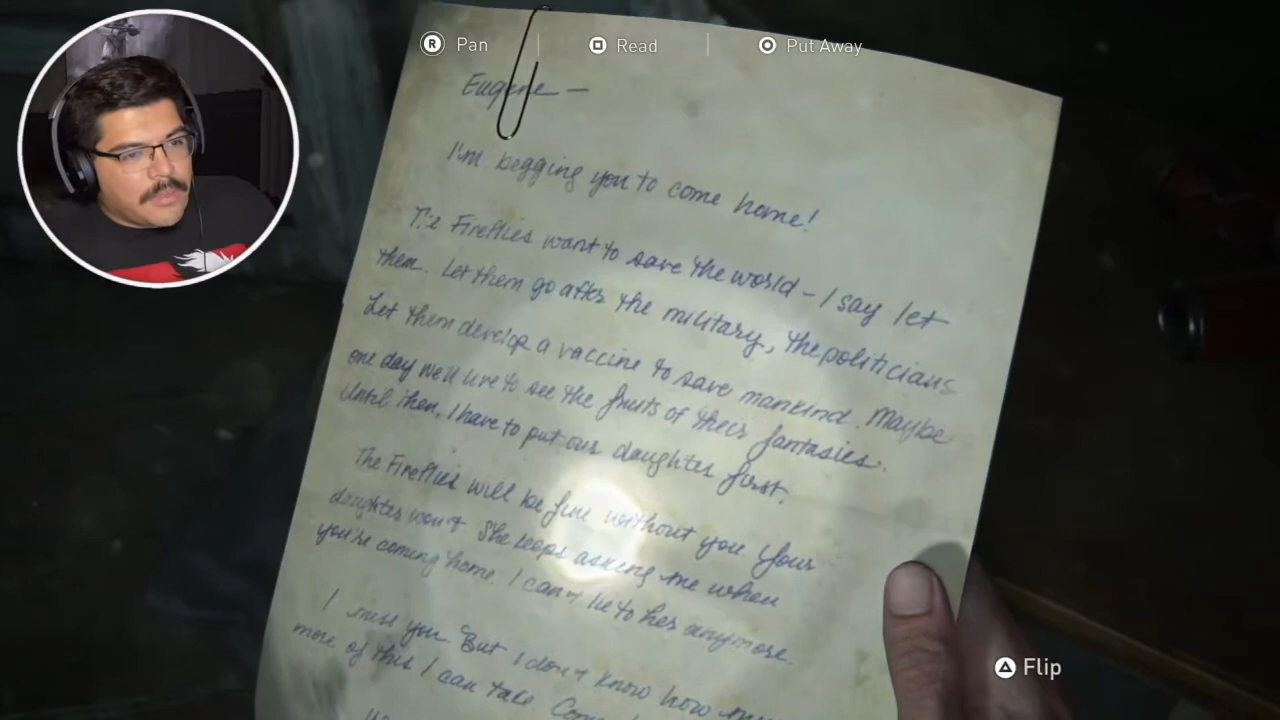 R Pan
Read
Put Away
Eugene —
I'm begging you to come home!
The Fireflies want to save the world – I say let
them. Let them go after the military, the politicians
Let them develop a vaccine to save mankind. Maybe
one day we'll live to see the fruits of their fantasies.
Until then, I have to put our daughter first.
The Fireflies will be fine without you. Your
daughter won't. She keeps asking me when
you're coming home. I can't lie to her anymore.
I miss you. But I don't know how much
more of this I can take. Come
Flip